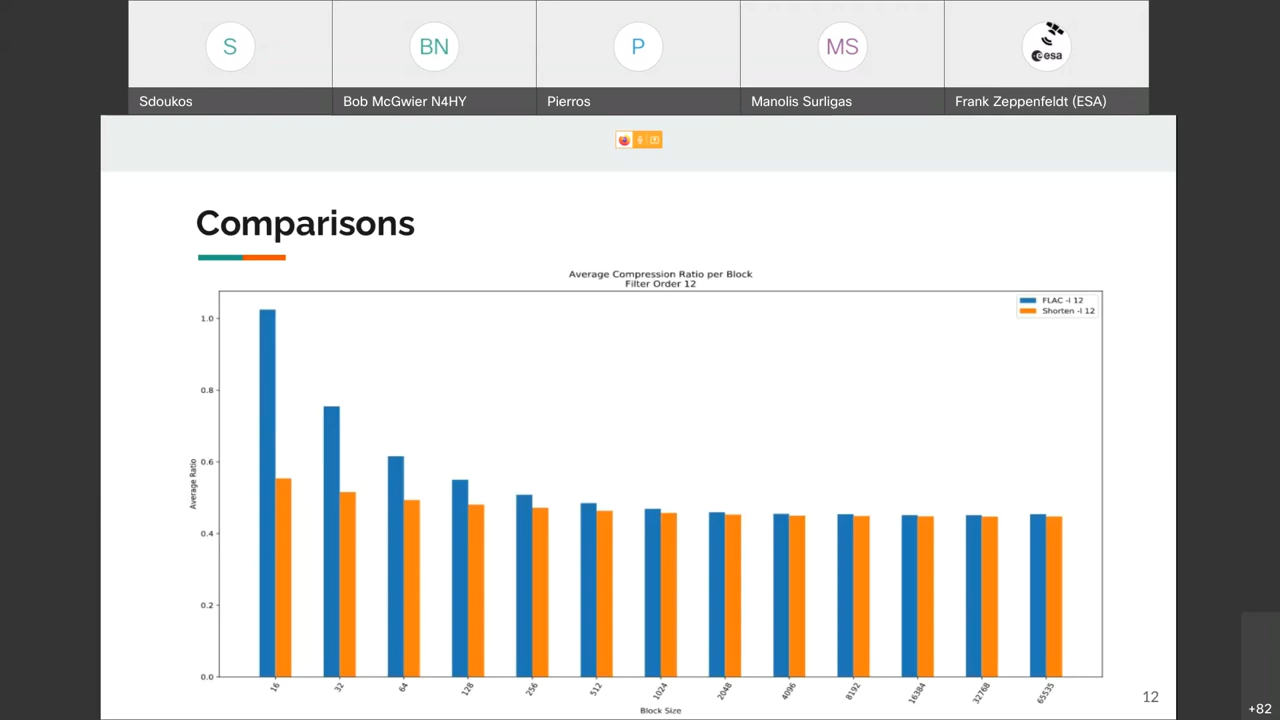 S
BN
P
MS
esa
Sdoukos
Bob McGwier N4HY
Pierros
Manolis Surligas
Frank Zeppenfeldt (ESA)
Comparisons
Average Compression Ratio per Block
Filter Order 12
FLAC -l 12
Shorten -l 12
1.0
0.8
0.6
0.4
0.2
0.0
Average Ratio
16
32
64
128
256
512
1024
2048
4096
8192
16384
32768
65535
Block Size
12
+82